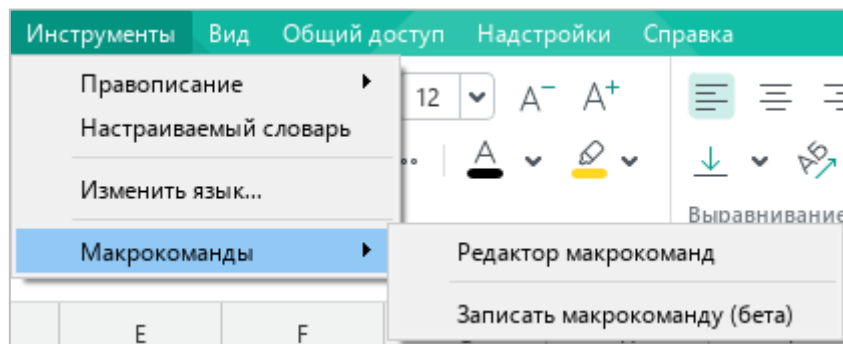 Инструменты Вид Общий доступ Надстройки Справка
Правописание
12 A− A+
Настраиваемый словарь
A АБ
Изменить язык...
Выравнивание
Макрокоманды
Редактор макрокоманд
Записать макрокоманду (бета)
E F